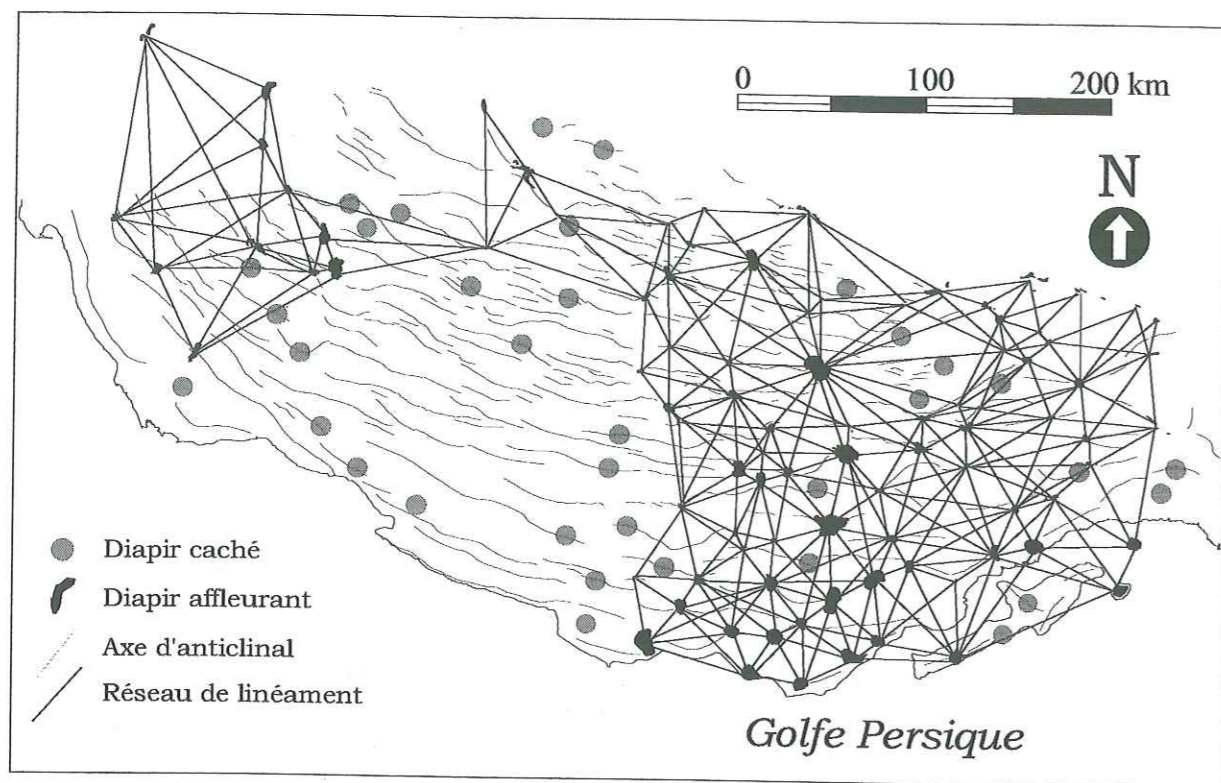 0 100 200 km
N
Diapir caché
Diapir affleurant
Axe d'anticlinal
Réseau de linéament
Golfe Persique